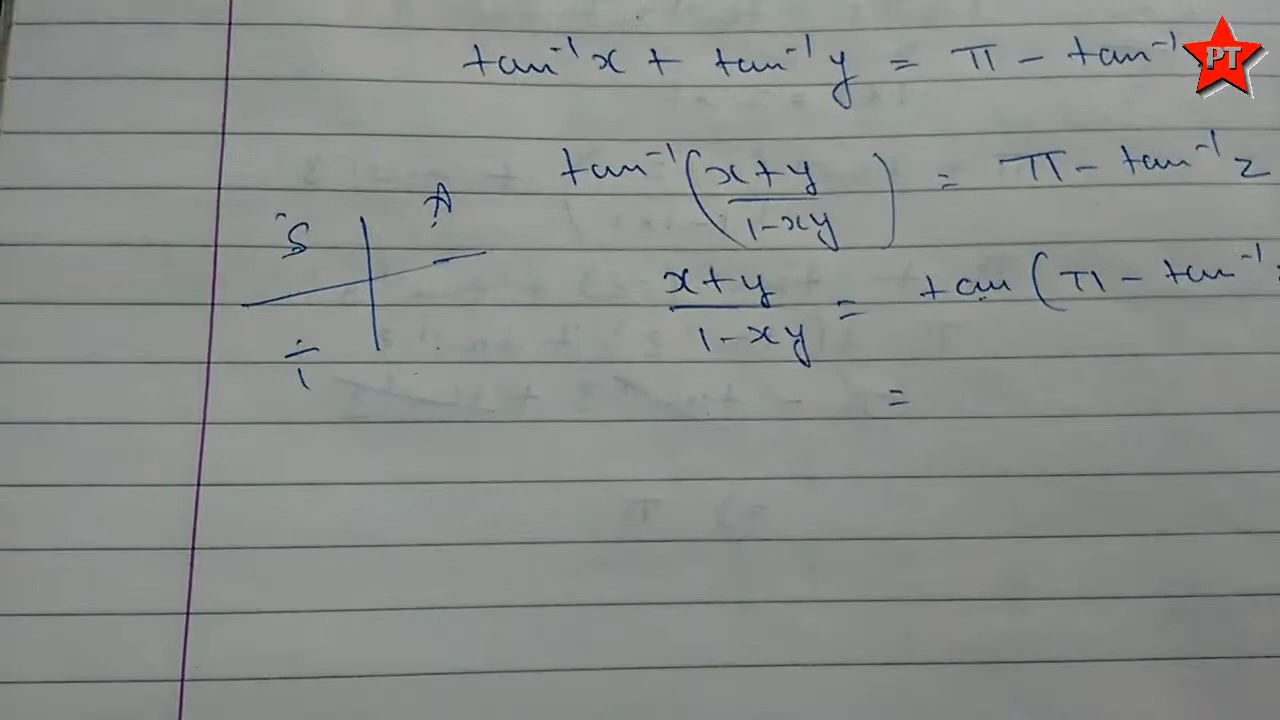 tan⁻¹x + tan⁻¹y = π - tan⁻¹
PT
tan⁻¹(x+y/1-xy) = π - tan⁻¹z
S A
x+y/1-xy = tan(π - tan⁻¹
=